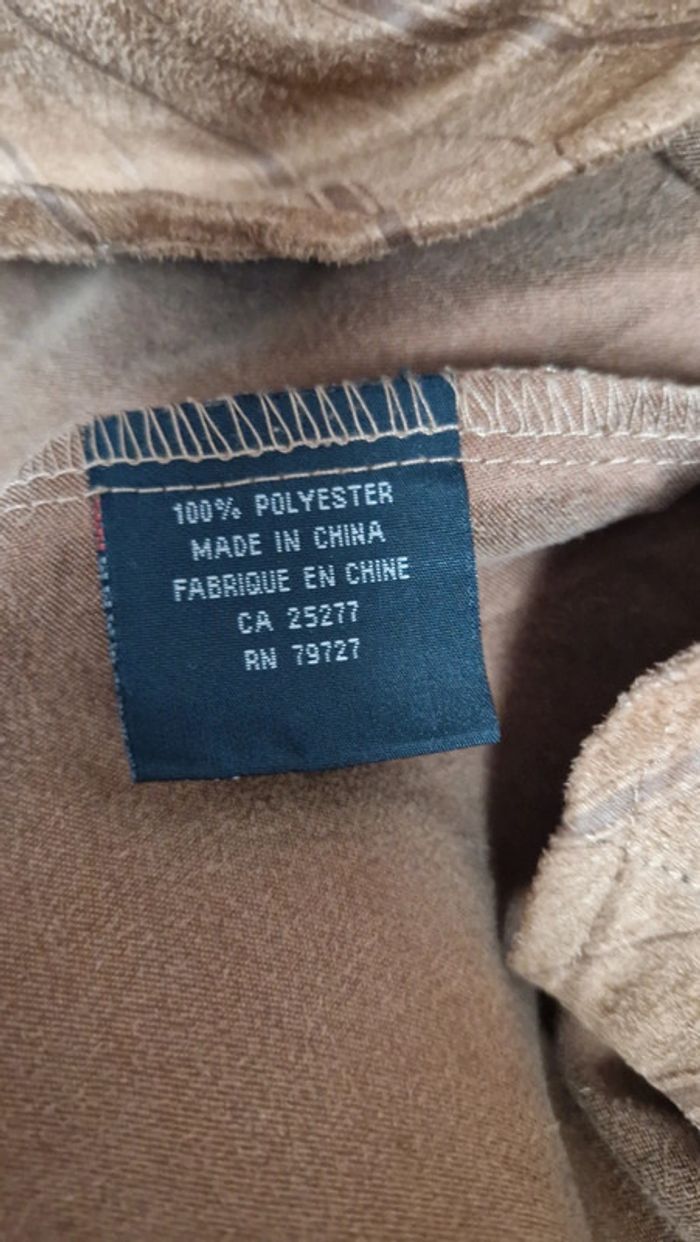 100% POLYESTER
MADE IN CHINA
FABRIQUE EN CHINE
CA 25277
RN 79727